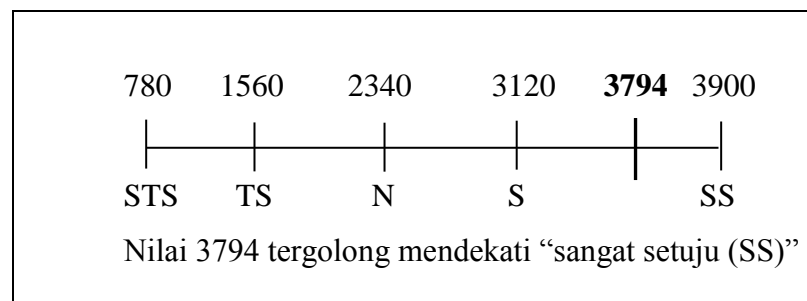 780 1560 2340 3120 3794 3900
STS TS N S SS
Nilai 3794 tergolong mendekati “sangat setuju (SS)”